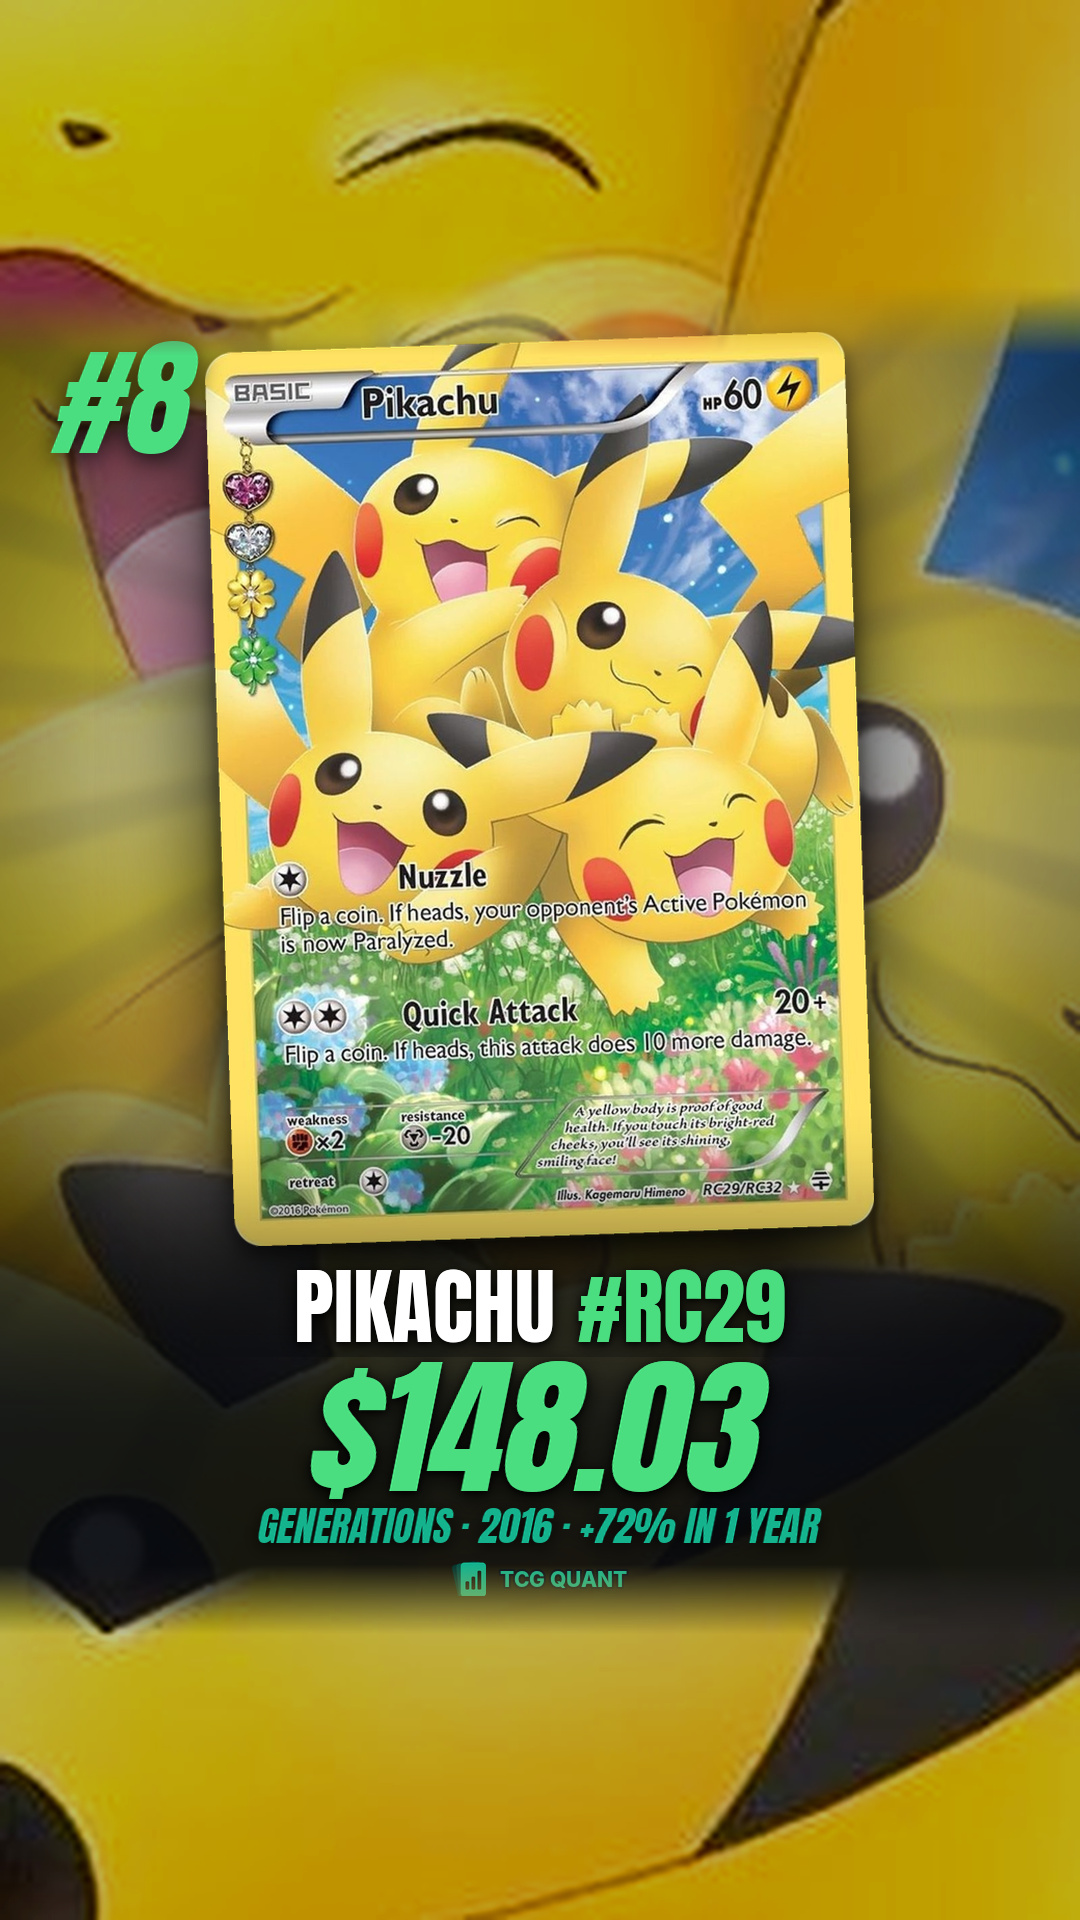 #8
BASIC Pikachu HP60
Nuzzle
Flip a coin. If heads, your opponent's Active Pokémon
is now Paralyzed.
Quick Attack 20+
Flip a coin. If heads, this attack does 10 more damage.
weakness
×2
resistance
-20
retreat
A yellow body is proof of good
health. If you touch its bright-red
cheeks, you'll see its shining,
smiling face!
Illus. Kagemaru Himeno RC29/RC32
©2016 Pokémon
PIKACHU #RC29
$148.03
GENERATIONS · 2016 · +72% IN 1 YEAR
TCG QUANT